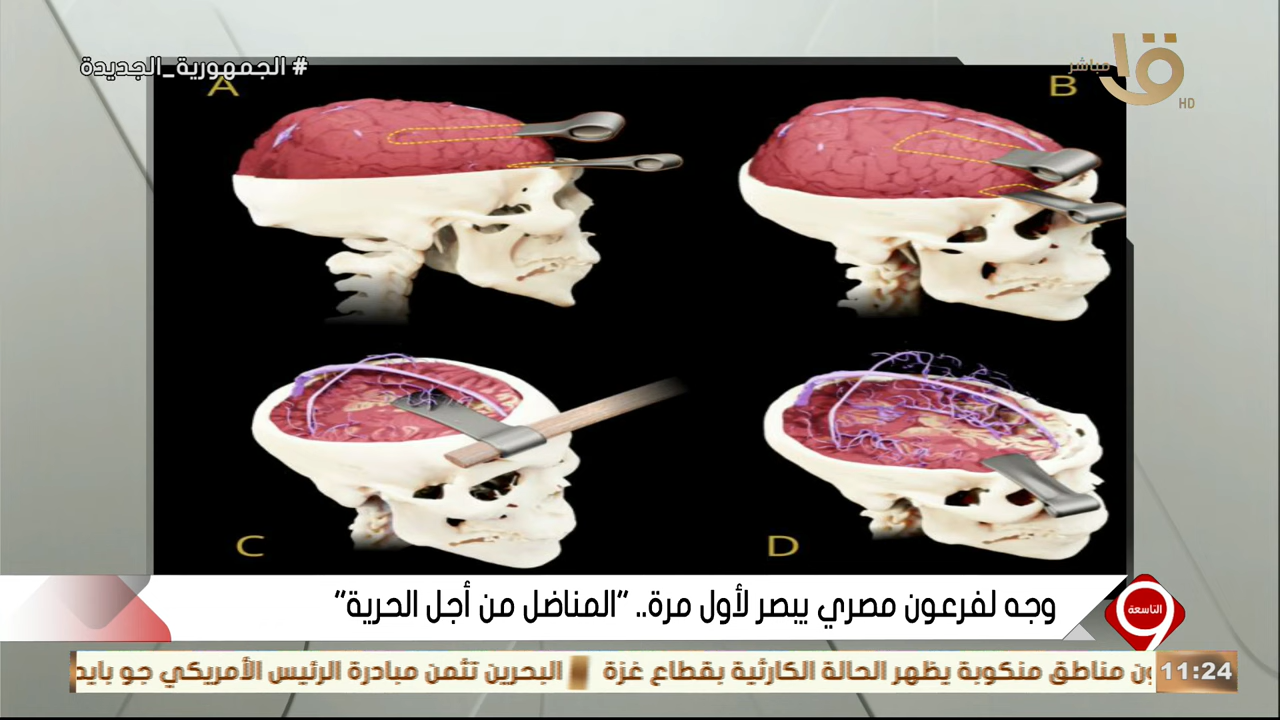 # الجمهورية_الجديدة
مباشر
HD
A
B
C
D
وجه لفرعون مصري يبصر لأول مرة.. “المناضل من أجل الحرية“
التاسعة
9
مناطق منكوبة يظهر الحالة الكارثية بقطاع غزة
البحرين تثمن مبادرة الرئيس الأمريكي جو
11:24